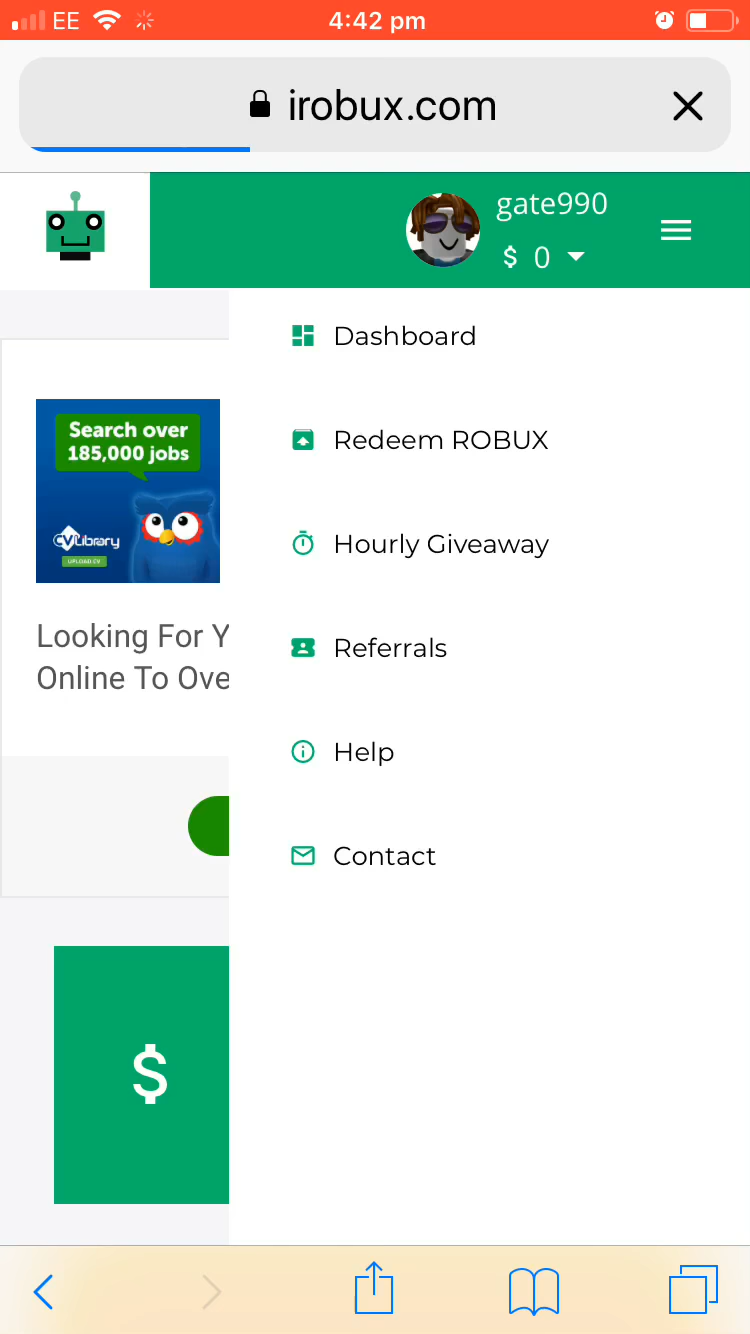 EE
4:42 pm
irobux.com
gate990
$ 0
Dashboard
Redeem ROBUX
Hourly Giveaway
Referrals
Help
Contact
Search over
185,000 jobs
CVLibrary
UPLOAD CV
Looking For Y
Online To Ove
$